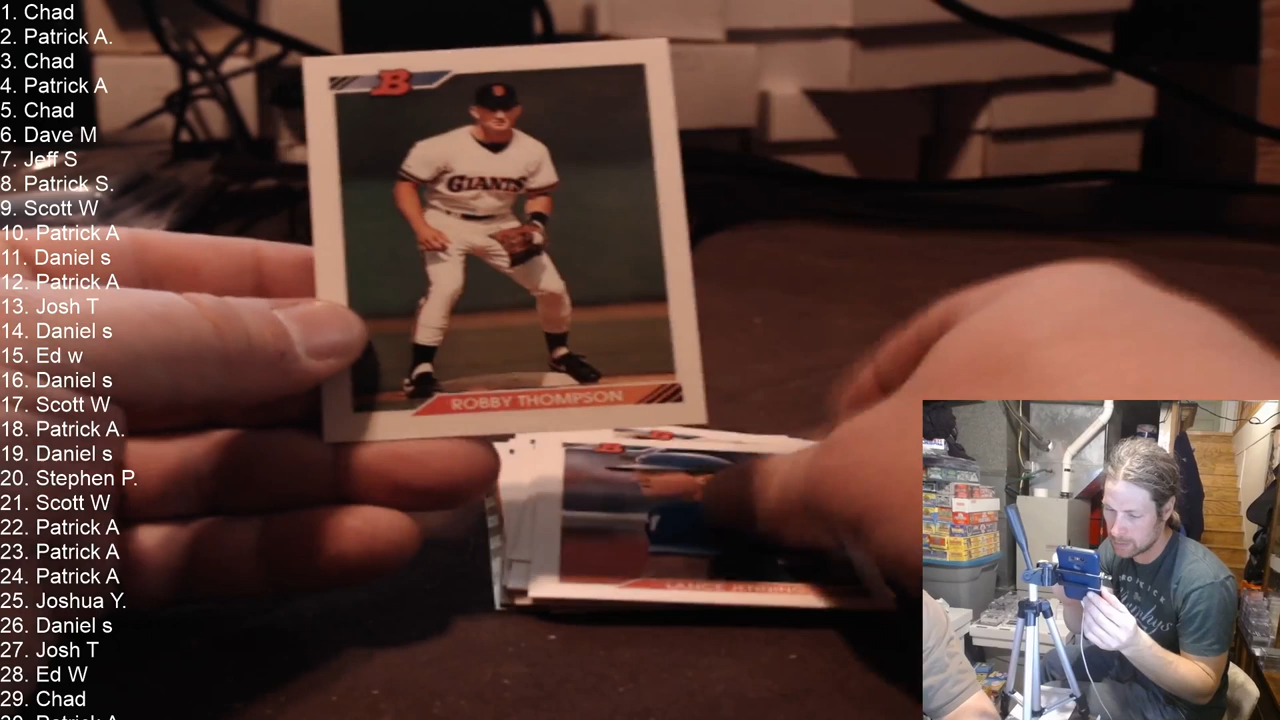 1. Chad
2. Patrick A.
3. Chad
4. Patrick A
5. Chad
6. Dave M
7. Jeff S
8. Patrick S.
9. Scott W
10. Patrick A
11. Daniel s
12. Patrick A
13. Josh T
14. Daniel s
15. Ed w
16. Daniel s
17. Scott W
18. Patrick A.
19. Daniel s
20. Stephen P.
21. Scott W
22. Patrick A
23. Patrick A
24. Patrick A
25. Joshua Y.
26. Daniel s
27. Josh T
28. Ed W
29. Chad
30. Patrick A
B
GIANTS
ROBBY THOMPSON
LANCE